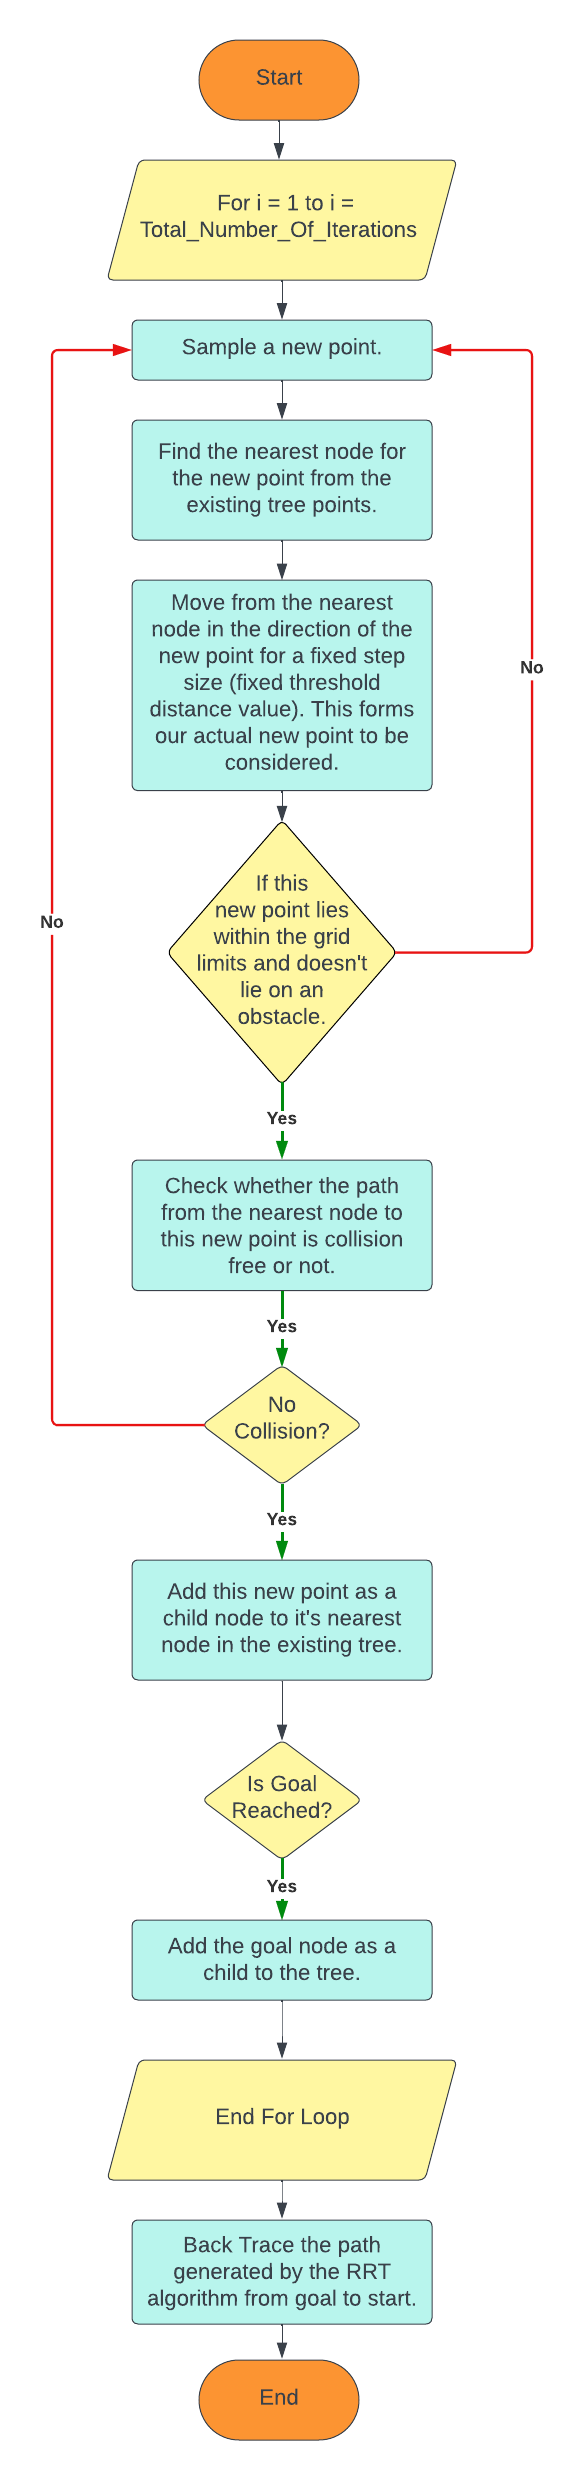 Start
For i = 1 to i =
Total_Number_Of_Iterations
Sample a new point.
Find the nearest node for
the new point from the
existing tree points.
Move from the nearest
node in the direction of the
new point for a fixed step
size (fixed threshold
distance value). This forms
our actual new point to be
considered.
No
If this
new point lies
within the grid
limits and doesn't
lie on an
obstacle.
No
Yes
Check whether the path
from the nearest node to
this new point is collision
free or not.
Yes
No
Collision?
Yes
Add this new point as a
child node to it's nearest
node in the existing tree.
Is Goal
Reached?
Yes
Add the goal node as a
child to the tree.
End For Loop
Back Trace the path
generated by the RRT
algorithm from goal to start.
End